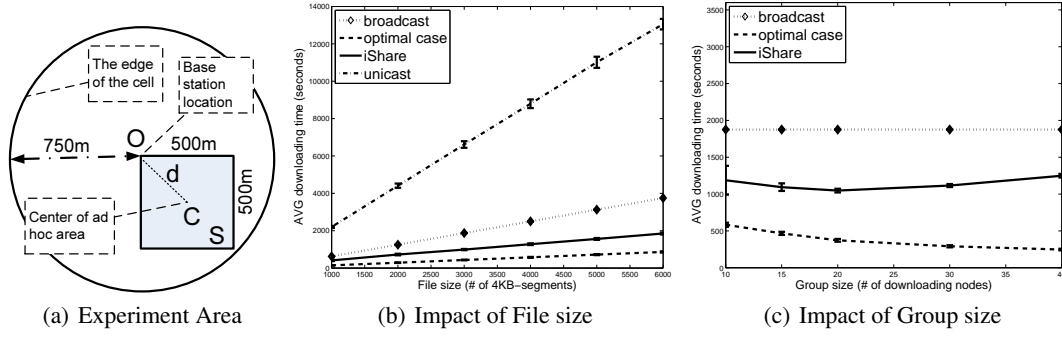 The edge
of the cell
Base
station
location
O
500m
750m
d
500m
C
Center of ad
hoc area
S
(a) Experiment Area
AVG downloading time (seconds)
14000
12000
10000
8000
6000
4000
2000
0
broadcast
optimal case
iShare
unicast
1000 1500 2000 2500 3000 3500 4000 4500 5000 5500 6000
File size (# of 4KB−segments)
(b) Impact of File size
AVG downloading time (seconds)
3500
3000
2500
2000
1500
1000
500
0
broadcast
optimal case
iShare
10 15 20 25 30 35 40
Group size (# of downloading nodes)
(c) Impact of Group size